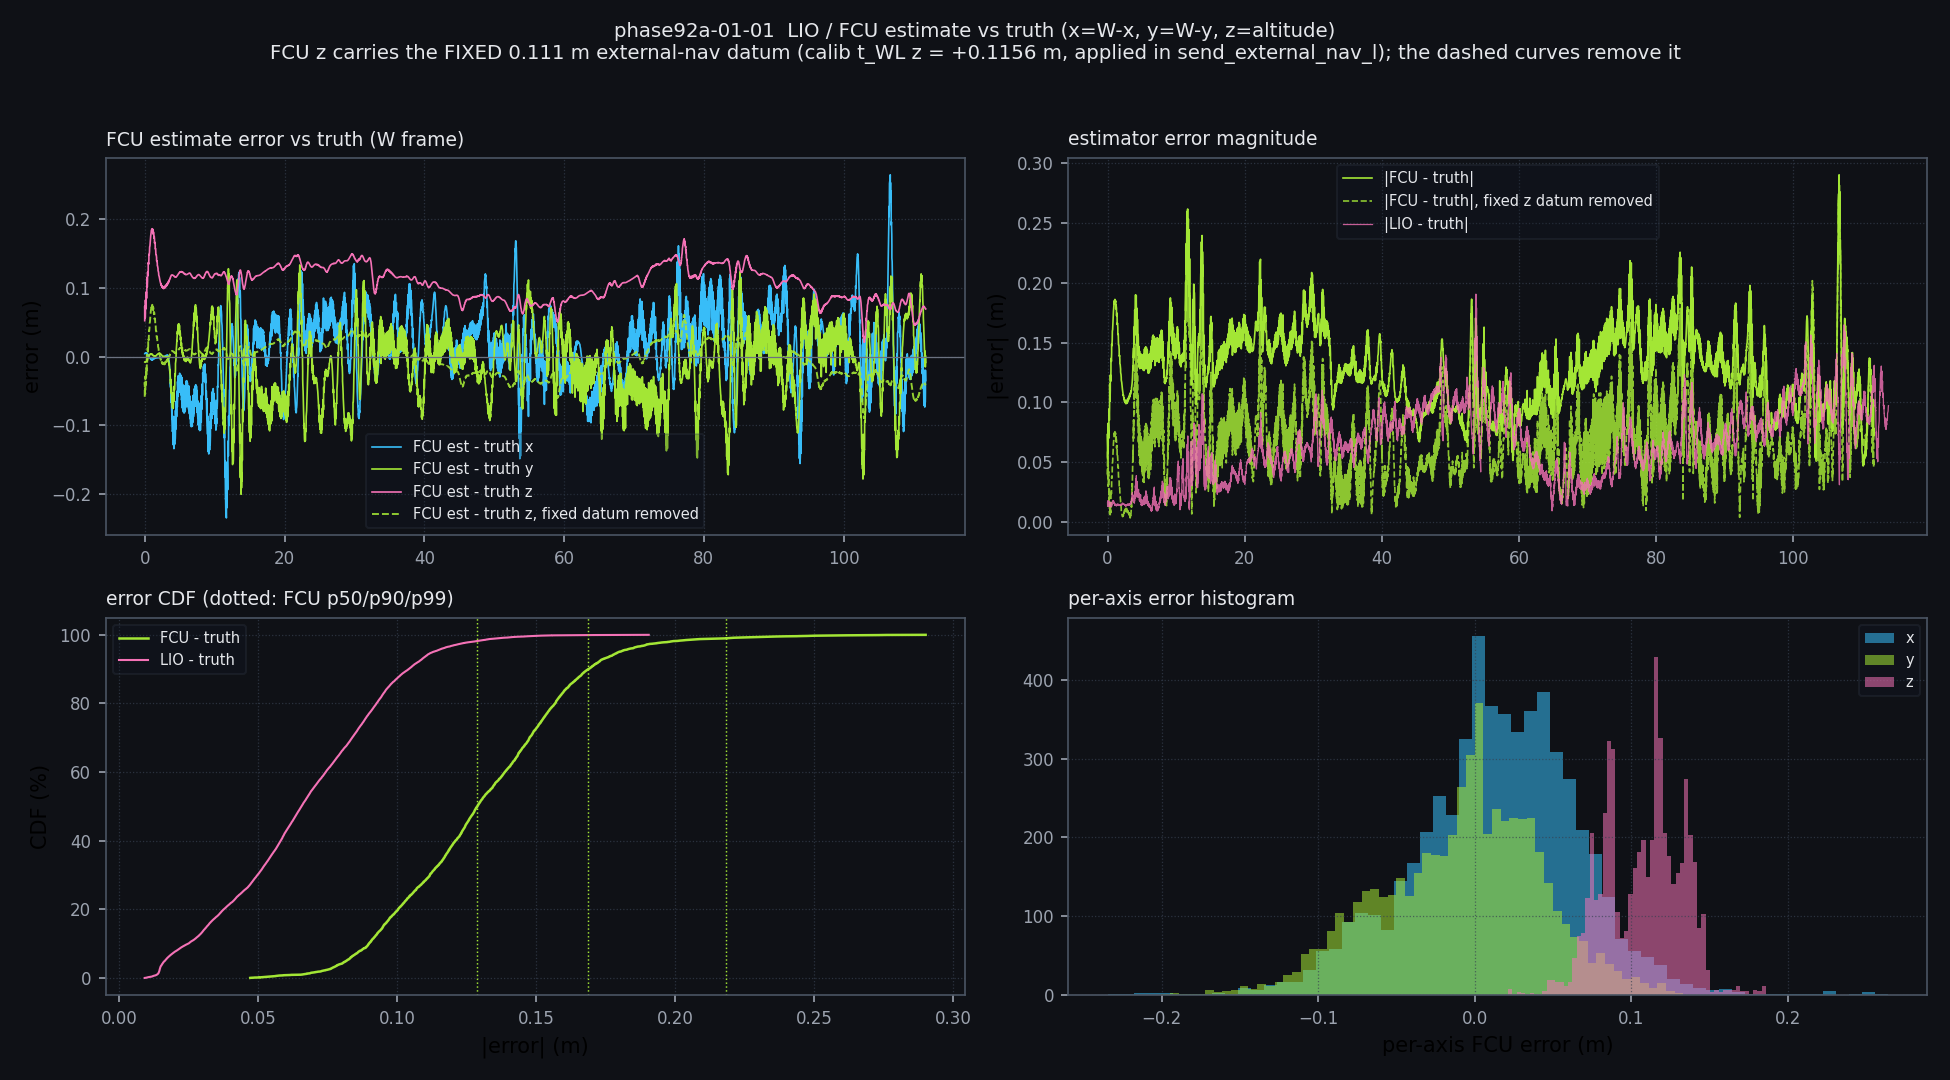 phase92a-01-01  LIO / FCU estimate vs truth (x=W-x, y=W-y, z=altitude)
FCU z carries the FIXED 0.111 m external-nav datum (calib t_WL z = +0.1156 m, applied in send_external_nav_l); the dashed curves remove it
FCU estimate error vs truth (W frame)
error (m)
0.2
0.1
0.0
−0.1
−0.2
FCU est - truth x
FCU est - truth y
FCU est - truth z
FCU est - truth z, fixed datum removed
0 20 40 60 80 100
estimator error magnitude
|error| (m)
0.30
0.25
0.20
0.15
0.10
0.05
0.00
|FCU - truth|
|FCU - truth|, fixed z datum removed
|LIO - truth|
0 20 40 60 80 100
error CDF (dotted: FCU p50/p90/p99)
CDF (%)
100
80
60
40
20
0
FCU - truth
LIO - truth
0.00 0.05 0.10 0.15 0.20 0.25 0.30
|error| (m)
per-axis error histogram
400
300
200
100
0
x
y
z
−0.2 −0.1 0.0 0.1 0.2
per-axis FCU error (m)